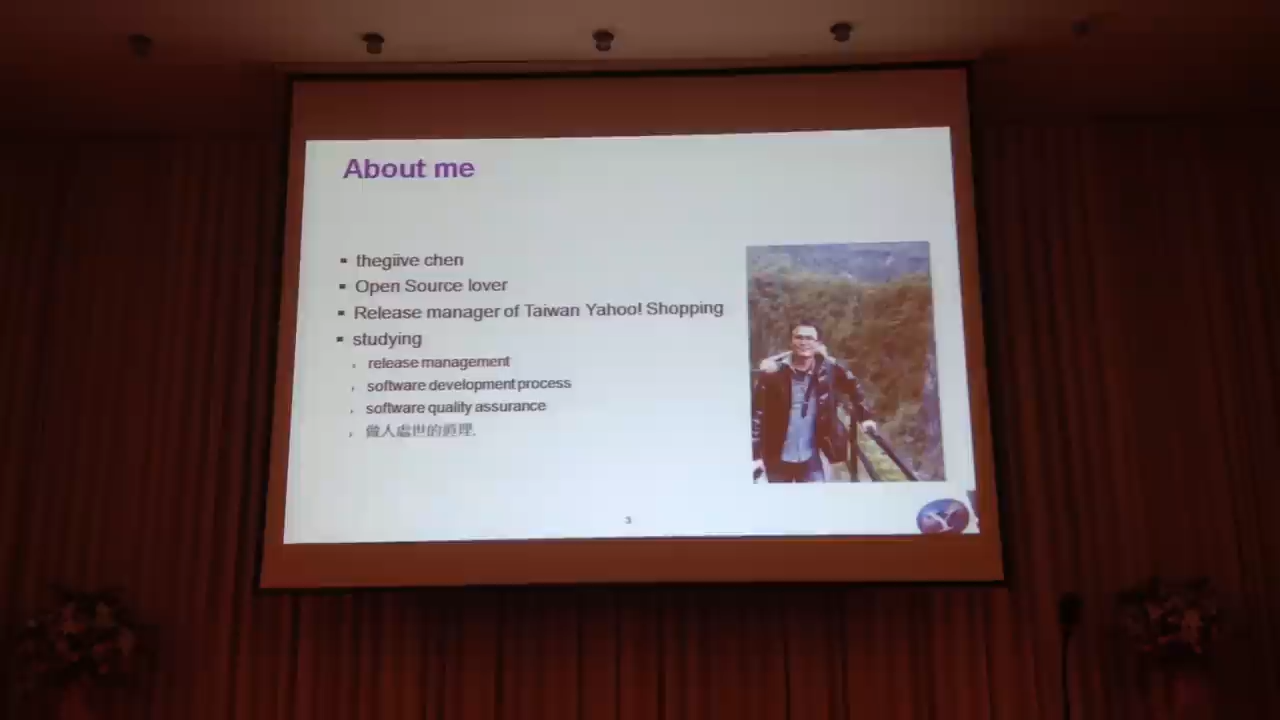 About me
thegiive chen
Open Source lover
Release manager of Taiwan Yahoo! Shopping
studying
release management
software development process
software quality assurance
做人處世的道理.
3